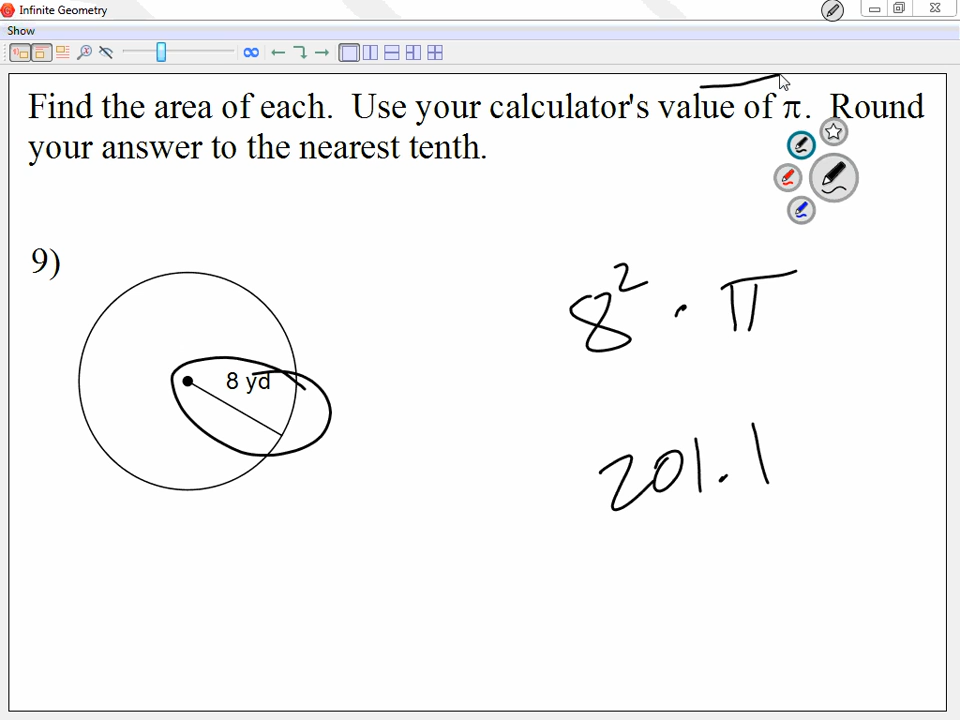 Infinite Geometry
Show
Find the area of each. Use your calculator's value of π. Round
your answer to the nearest tenth.
9)
8 yd
8² · π
201.1